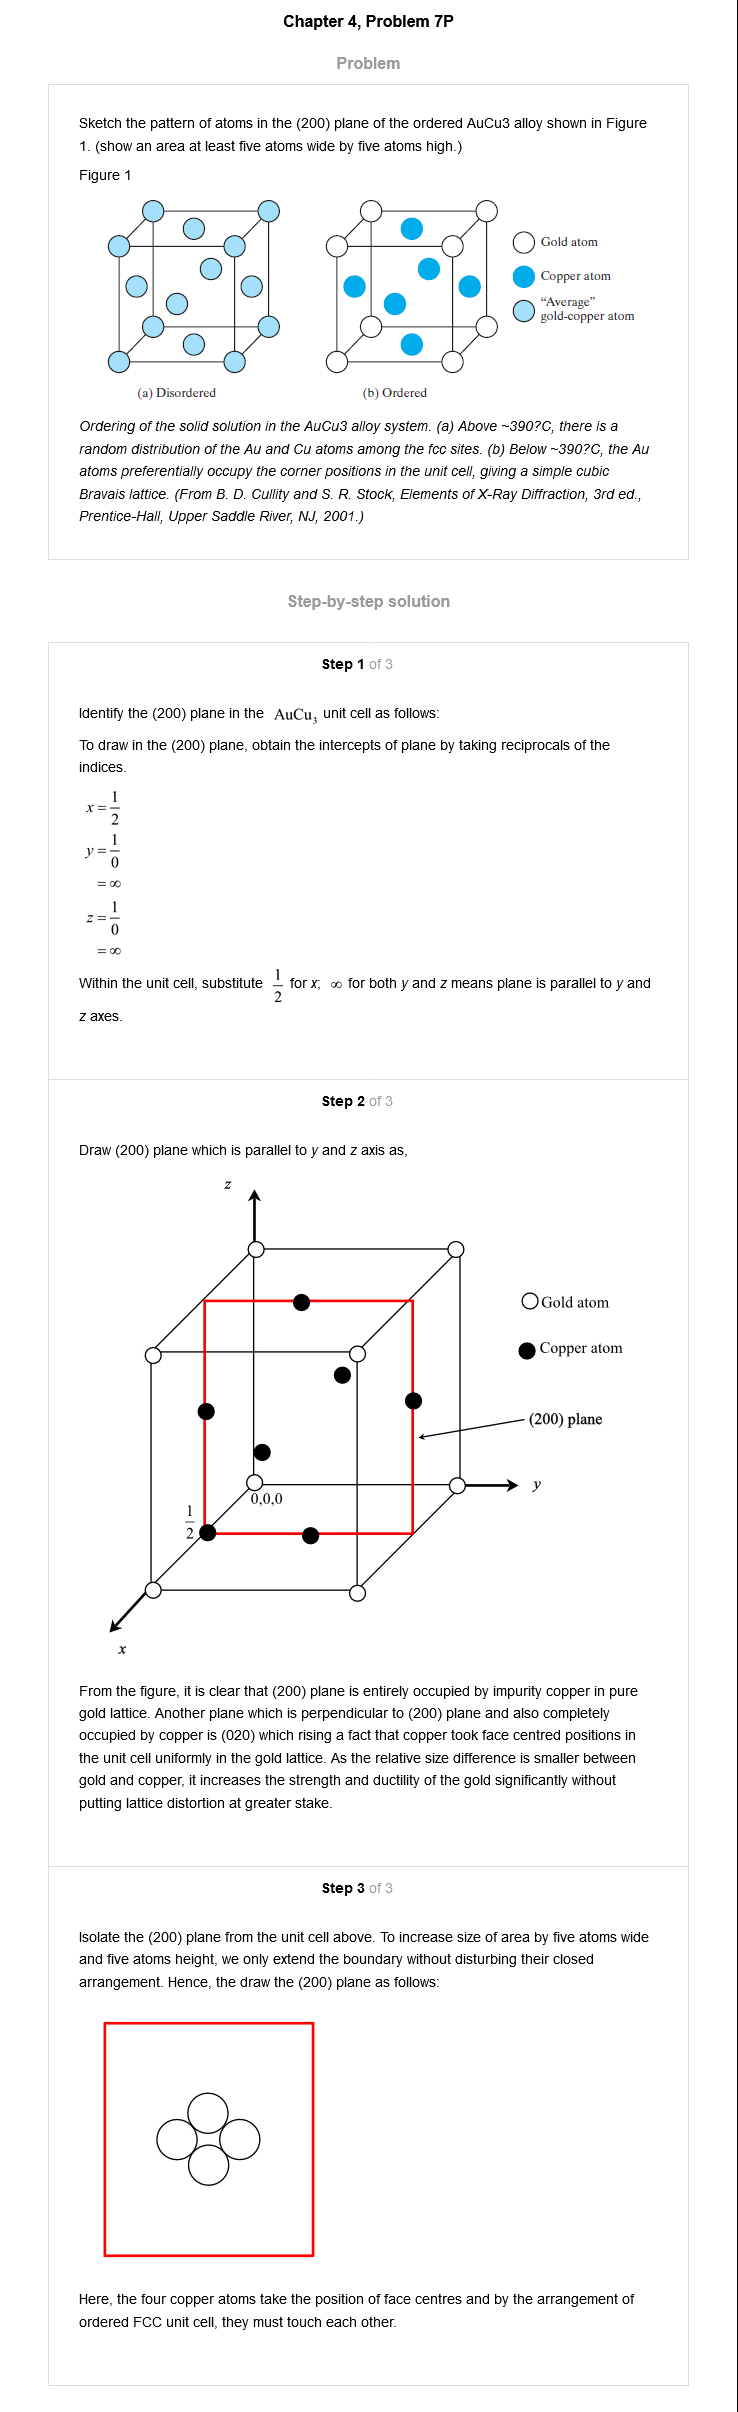 Chapter 4, Problem 7P
Problem
Sketch the pattern of atoms in the (200) plane of the ordered AuCu3 alloy shown in Figure
1. (show an area at least five atoms wide by five atoms high.)
Figure 1
Gold atom
Copper atom
“Average”
gold-copper atom
(a) Disordered
(b) Ordered
Ordering of the solid solution in the AuCu3 alloy system. (a) Above ~390?C, there is a
random distribution of the Au and Cu atoms among the fcc sites. (b) Below ~390?C, the Au
atoms preferentially occupy the corner positions in the unit cell, giving a simple cubic
Bravais lattice. (From B. D. Cullity and S. R. Stock, Elements of X-Ray Diffraction, 3rd ed.,
Prentice-Hall, Upper Saddle River, NJ, 2001.)
Step-by-step solution
Step 1 of 3
Identify the (200) plane in the AuCu₃ unit cell as follows:
To draw in the (200) plane, obtain the intercepts of plane by taking reciprocals of the
indices.
x = 1/2
y = 1/0
= ∞
z = 1/0
= ∞
Within the unit cell, substitute 1/2 for x; ∞ for both y and z means plane is parallel to y and
z axes.
Step 2 of 3
Draw (200) plane which is parallel to y and z axis as,
z
Gold atom
Copper atom
(200) plane
0,0,0
y
1/2
x
From the figure, it is clear that (200) plane is entirely occupied by impurity copper in pure
gold lattice. Another plane which is perpendicular to (200) plane and also completely
occupied by copper is (020) which rising a fact that copper took face centred positions in
the unit cell uniformly in the gold lattice. As the relative size difference is smaller between
gold and copper, it increases the strength and ductility of the gold significantly without
putting lattice distortion at greater stake.
Step 3 of 3
Isolate the (200) plane from the unit cell above. To increase size of area by five atoms wide
and five atoms height, we only extend the boundary without disturbing their closed
arrangement. Hence, the draw the (200) plane as follows:
Here, the four copper atoms take the position of face centres and by the arrangement of
ordered FCC unit cell, they must touch each other.